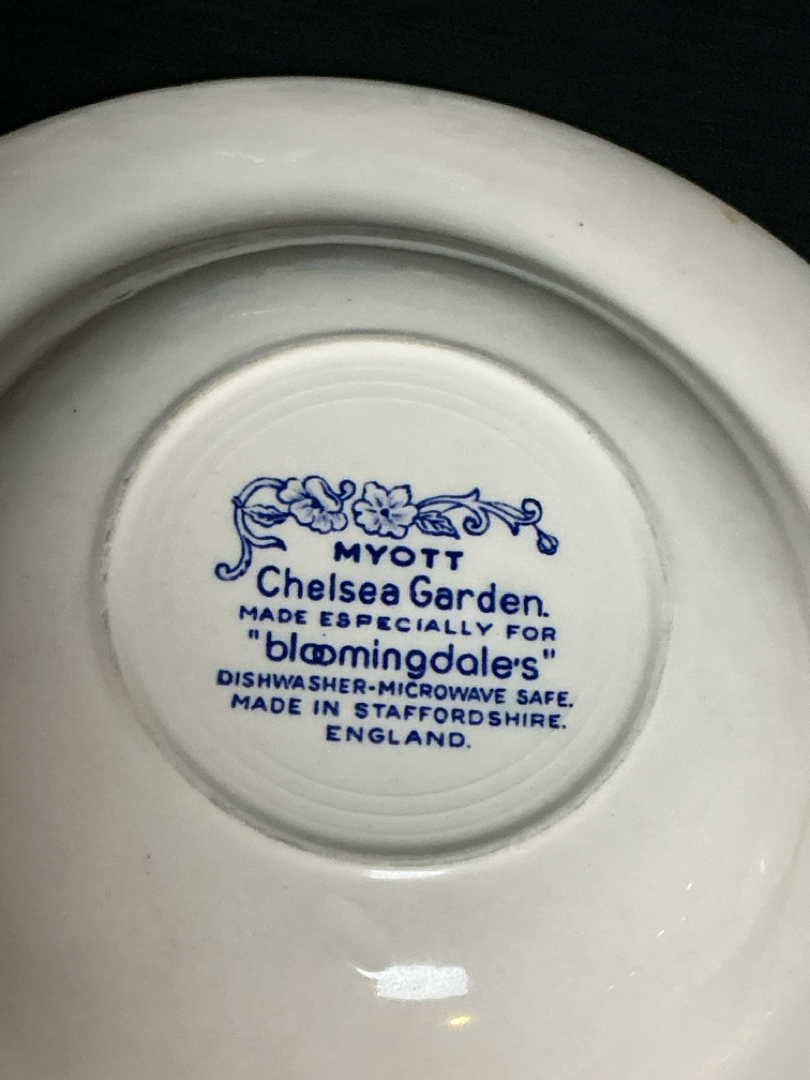 MYOTT
Chelsea Garden.
MADE ESPECIALLY FOR
"bloomingdale's"
DISHWASHER-MICROWAVE SAFE.
MADE IN STAFFORDSHIRE.
ENGLAND.